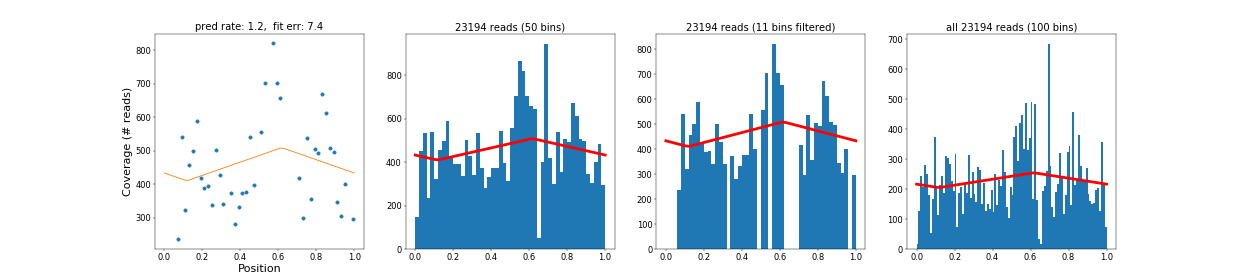 pred rate: 1.2, fit err: 7.4
Coverage (# reads)
800
700
600
500
400
300
0.0 0.2 0.4 0.6 0.8 1.0
Position
23194 reads (50 bins)
800
600
400
200
0
0.0 0.2 0.4 0.6 0.8 1.0
23194 reads (11 bins filtered)
800
700
600
500
400
300
200
100
0
0.0 0.2 0.4 0.6 0.8 1.0
all 23194 reads (100 bins)
700
600
500
400
300
200
100
0
0.0 0.2 0.4 0.6 0.8 1.0